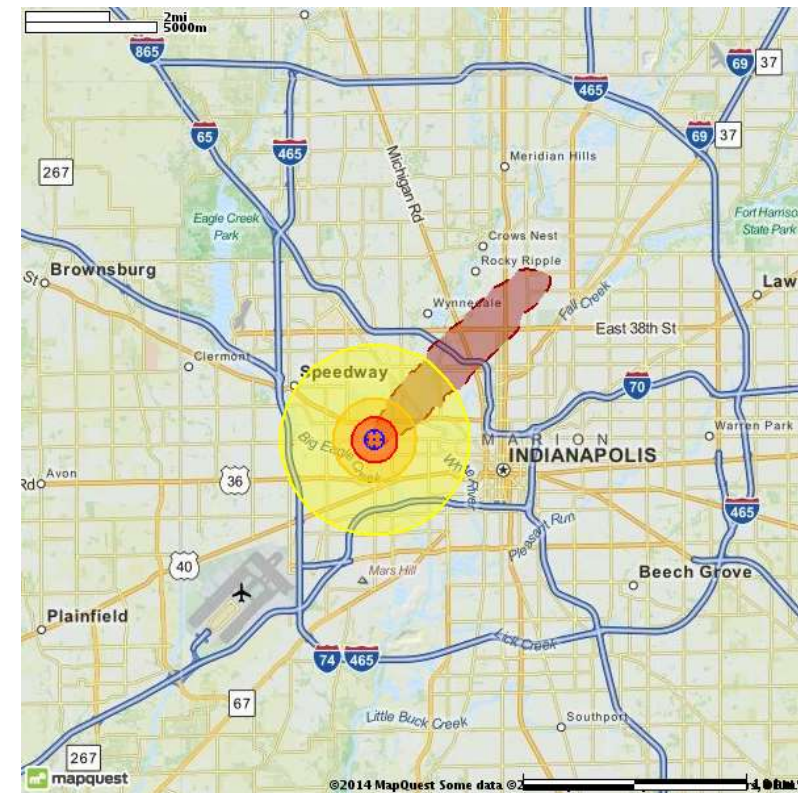 2mi
5000m
865
69
37
465
65
465
69
37
267
Michigan Rd
Meridian Hills
Eagle Creek
Park
Fort Harriso
State Park
Crows Nest
Rocky Ripple
St
Brownsburg
Law
Wynnedale
Fall Creek
East 38th St
Clermont
Speedway
70
Warren Park
MARION
INDIANAPOLIS
Big Eagle Creek
White River
Rd
Avon
36
465
Pleasant Run
40
Mars Hill
Beech Grove
Plainfield
Lick Creek
74
465
67
Little Buck Creek
Southport
267
mapquest
©2014 MapQuest Some data ©2